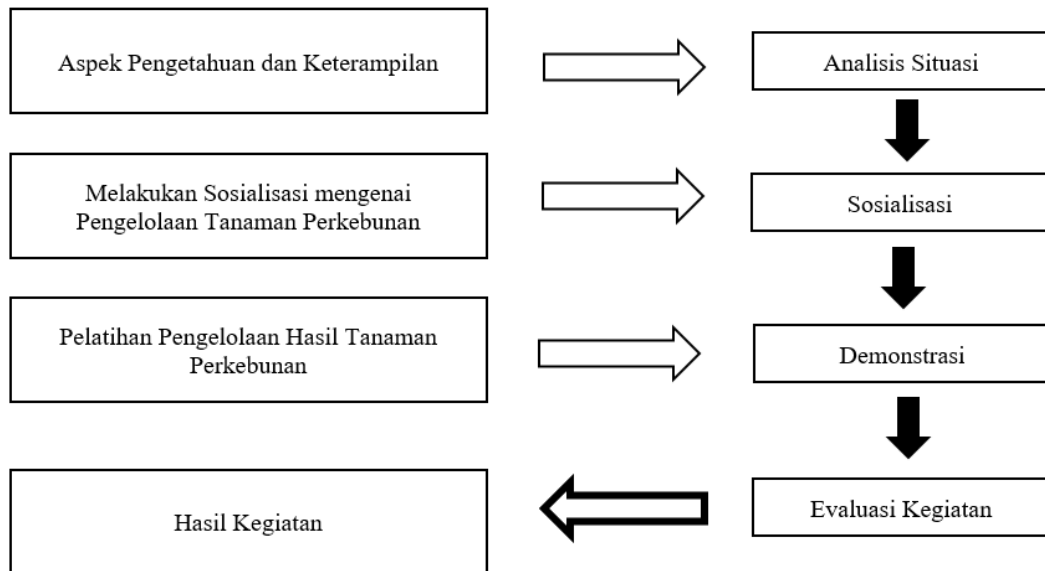 Aspek Pengetahuan dan Keterampilan
Analisis Situasi
Melakukan Sosialisasi mengenai
Pengelolaan Tanaman Perkebunan
Sosialisasi
Pelatihan Pengelolaan Hasil Tanaman
Perkebunan
Demonstrasi
Hasil Kegiatan
Evaluasi Kegiatan